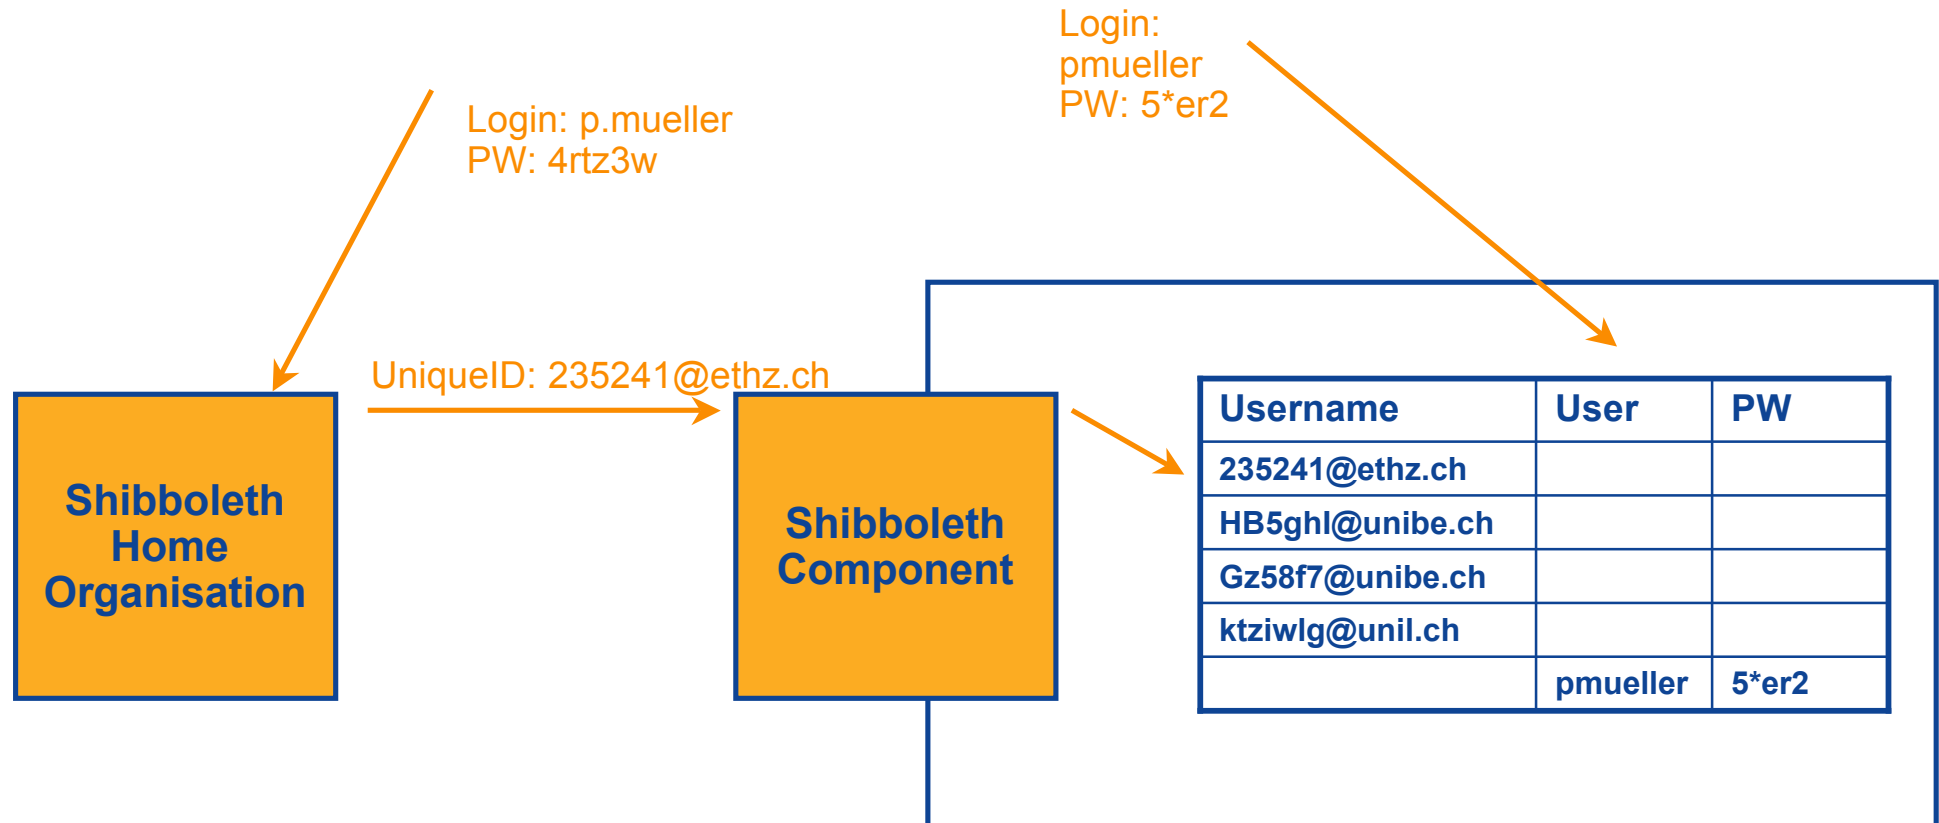 Login:
pmueller
PW: 5*er2
Login: p.mueller
PW: 4rtz3w
UniqueID: 235241@ethz.ch
Shibboleth
Home
Organisation
Shibboleth
Component
Username User PW
235241@ethz.ch
HB5ghl@unibe.ch
Gz58f7@unibe.ch
ktziwlg@unil.ch
pmueller 5*er2